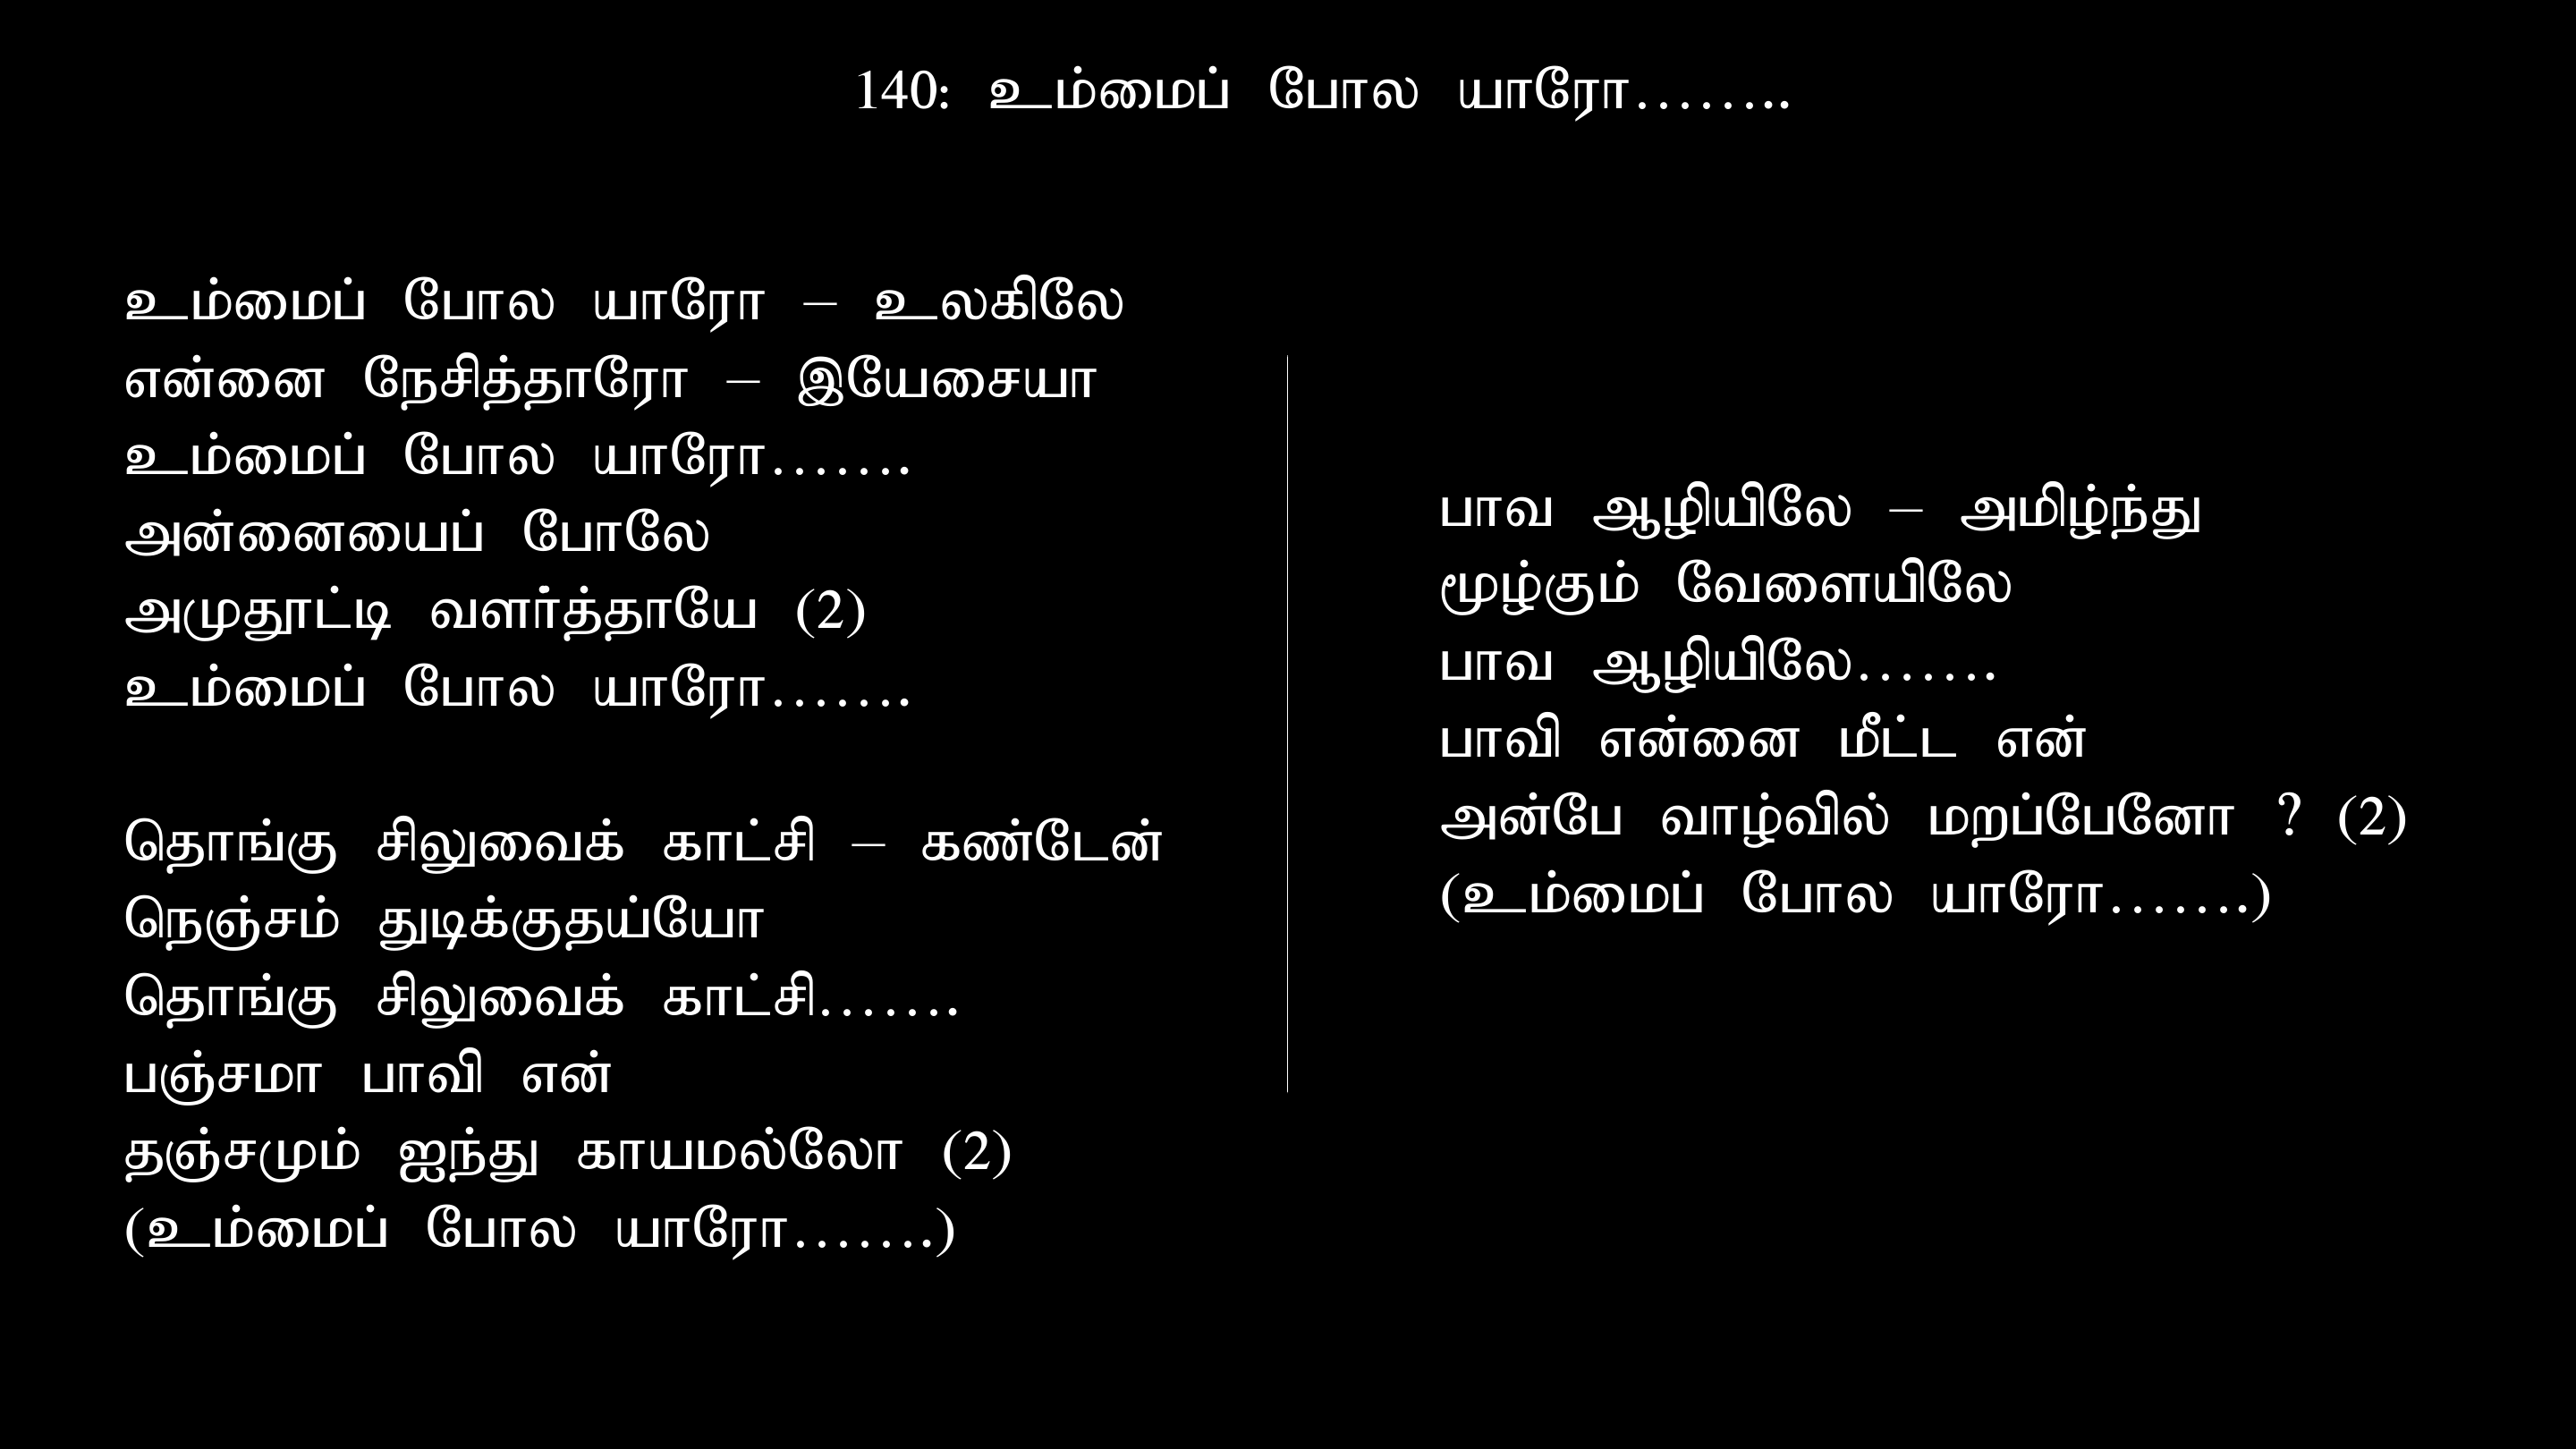 140: உம்மைப் போல யாரோ……..
உம்மைப் போல யாரோ – உலகிலே
என்னை நேசித்தாரோ – இயேசையா
உம்மைப் போல யாரோ…….
அன்னையைப் போலே
அமுதூட்டி வளர்த்தாயே (2)
உம்மைப் போல யாரோ…….
தொங்கு சிலுவைக் காட்சி – கண்டேன்
நெஞ்சம் துடிக்குதய்யோ
தொங்கு சிலுவைக் காட்சி…….
பஞ்சமா பாவி என்
தஞ்சமும் ஐந்து காயமல்லோ (2)
(உம்மைப் போல யாரோ…….)
பாவ ஆழியிலே – அமிழ்ந்து
மூழ்கும் வேளையிலே
பாவ ஆழியிலே…….
பாவி என்னை மீட்ட என்
அன்பே வாழ்வில் மறப்பேனோ ? (2)
(உம்மைப் போல யாரோ…….)